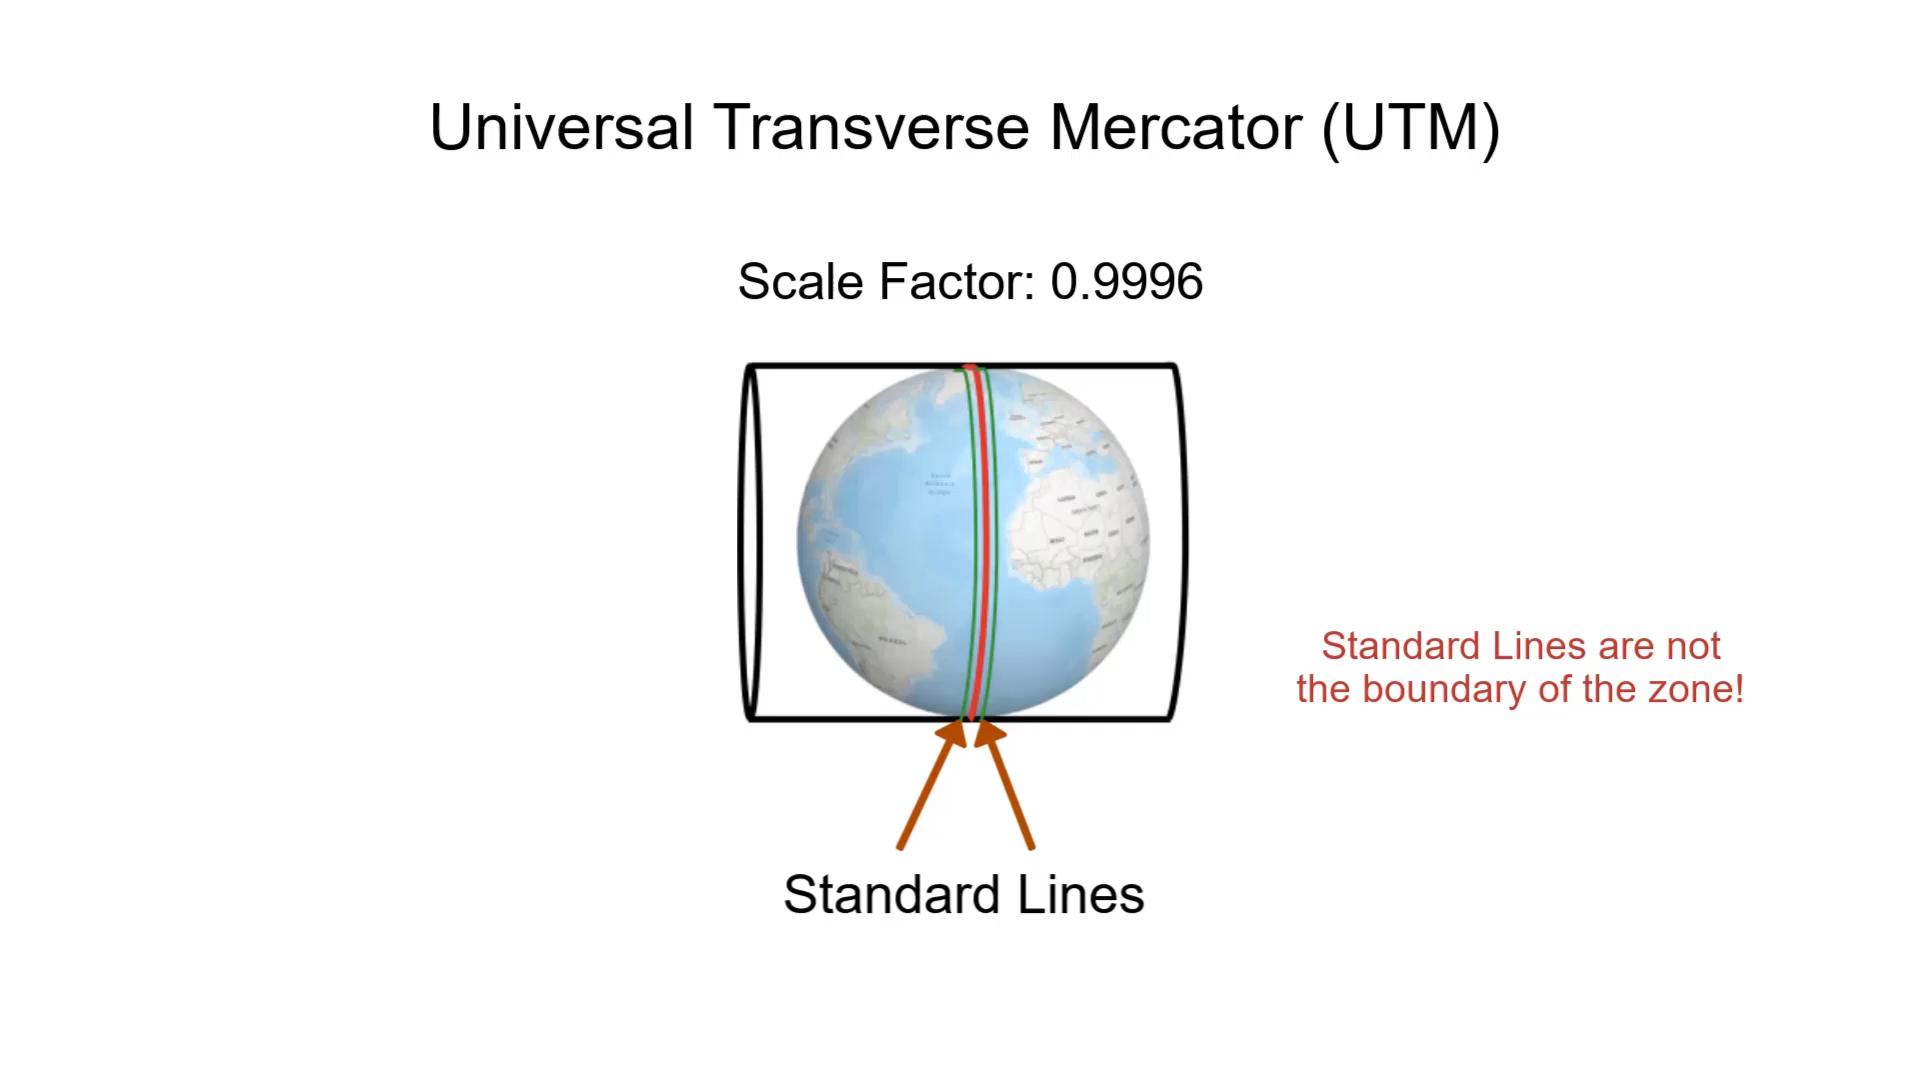 Universal Transverse Mercator (UTM)
Scale Factor: 0.9996
Standard Lines are not
the boundary of the zone!
Standard Lines